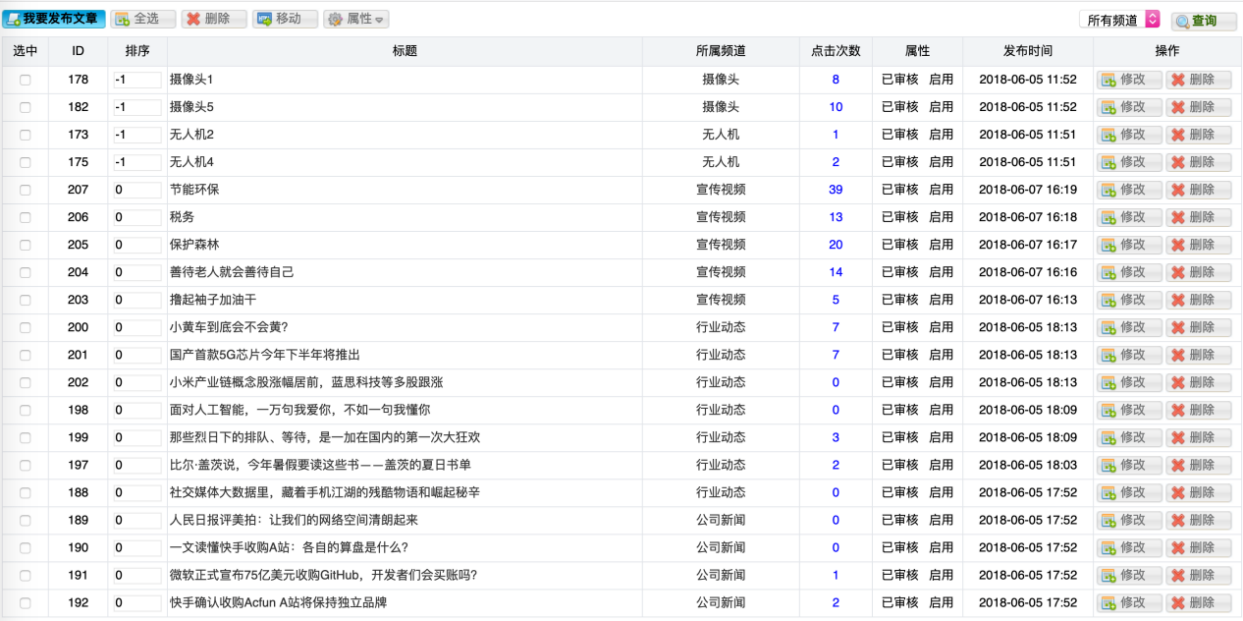 我要发布文章 全选 删除 移动 属性 所有频道 查询
选中 ID 排序 标题 所属频道 点击次数 属性 发布时间 操作
178 -1 摄像头1 摄像头 8 已审核 启用 2018-06-05 11:52 修改 删除
182 -1 摄像头5 摄像头 10 已审核 启用 2018-06-05 11:52 修改 删除
173 -1 无人机2 无人机 1 已审核 启用 2018-06-05 11:51 修改 删除
175 -1 无人机4 无人机 2 已审核 启用 2018-06-05 11:51 修改 删除
207 0 节能环保 宣传视频 39 已审核 启用 2018-06-07 16:19 修改 删除
206 0 税务 宣传视频 13 已审核 启用 2018-06-07 16:18 修改 删除
205 0 保护森林 宣传视频 20 已审核 启用 2018-06-07 16:17 修改 删除
204 0 善待老人就会善待自己 宣传视频 14 已审核 启用 2018-06-07 16:16 修改 删除
203 0 撸起袖子加油干 宣传视频 5 已审核 启用 2018-06-07 16:13 修改 删除
200 0 小黄车到底会不会黄? 行业动态 7 已审核 启用 2018-06-05 18:13 修改 删除
201 0 国产首款5G芯片今年下半年将推出 行业动态 7 已审核 启用 2018-06-05 18:13 修改 删除
202 0 小米产业链概念股涨幅居前，蓝思科技等多股跟涨 行业动态 0 已审核 启用 2018-06-05 18:13 修改 删除
198 0 面对人工智能，一万句我爱你，不如一句我懂你 行业动态 0 已审核 启用 2018-06-05 18:09 修改 删除
199 0 那些烈日下的排队、等待，是一加在国内的第一次大狂欢 行业动态 3 已审核 启用 2018-06-05 18:09 修改 删除
197 0 比尔·盖茨说，今年暑假要读这些书——盖茨的夏日书单 行业动态 2 已审核 启用 2018-06-05 18:03 修改 删除
188 0 社交媒体大数据里，藏着手机江湖的残酷物语和崛起秘辛 行业动态 0 已审核 启用 2018-06-05 17:52 修改 删除
189 0 人民日报评美拍：让我们的网络空间清朗起来 公司新闻 0 已审核 启用 2018-06-05 17:52 修改 删除
190 0 一文读懂快手收购A站：各自的算盘是什么? 公司新闻 0 已审核 启用 2018-06-05 17:52 修改 删除
191 0 微软正式宣布75亿美元收购GitHub，开发者们会买账吗? 公司新闻 1 已审核 启用 2018-06-05 17:52 修改 删除
192 0 快手确认收购Acfun A站将保持独立品牌 公司新闻 2 已审核 启用 2018-06-05 17:52 修改 删除